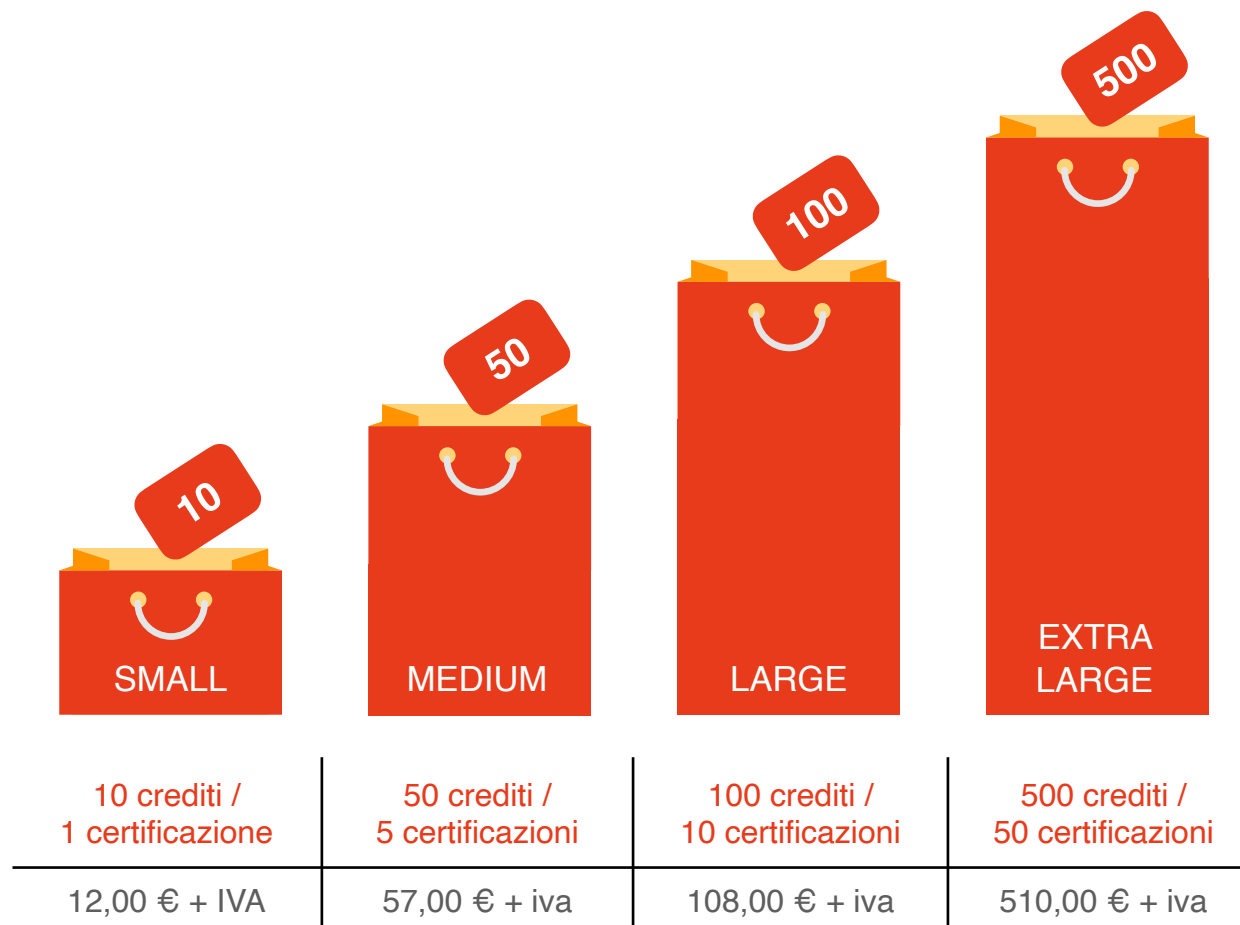 500
100
50
10
SMALL
MEDIUM
LARGE
EXTRA
LARGE
10 crediti /
1 certificazione
50 crediti /
5 certificazioni
100 crediti /
10 certificazioni
500 crediti /
50 certificazioni
12,00 € + IVA
57,00 € + iva
108,00 € + iva
510,00 € + iva